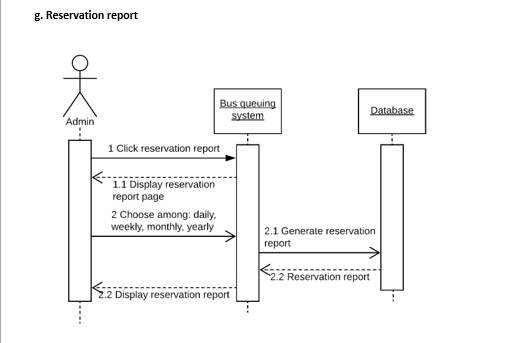 g. Reservation report
Admin
Bus queuing
system
Database
1 Click reservation report
1.1 Display reservation
report page
2 Choose among: daily,
weekly, monthly, yearly
2.1 Generate reservation
report
2.2 Reservation report
2.2 Display reservation report